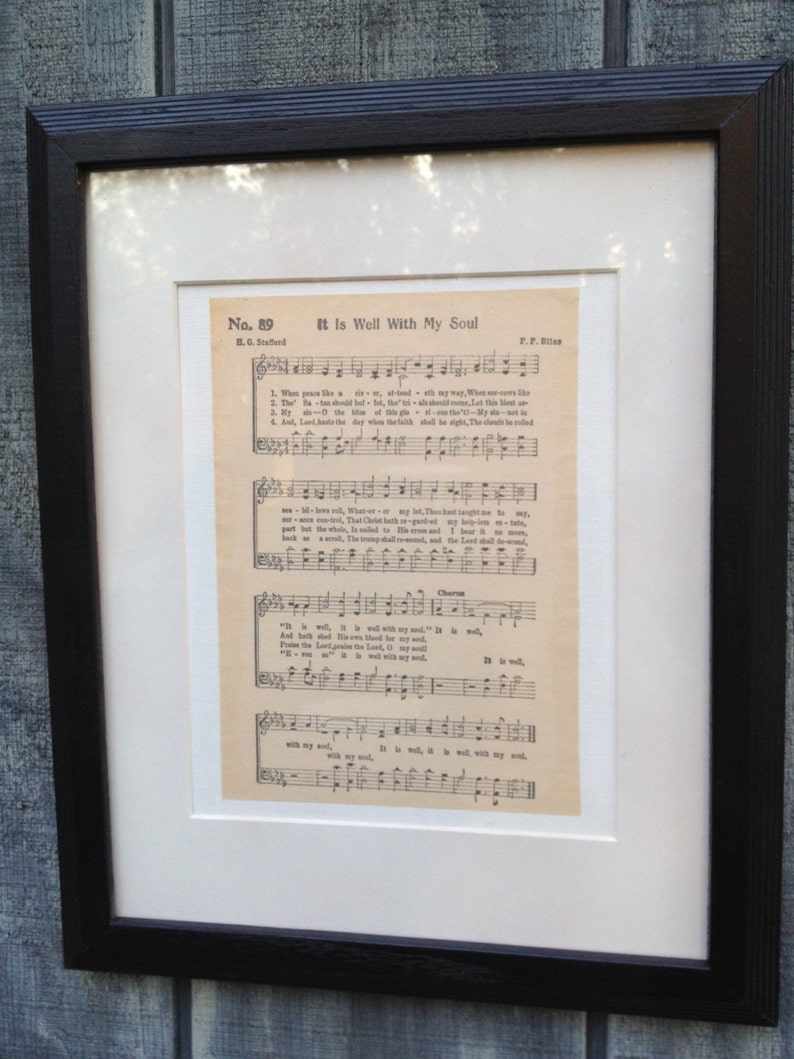 No. 89 It Is Well With My Soul
H. G. Stafford P. P. Bliss
1. When peace like a riv-er, at-tend-eth my way, When sor-rows like
2. Tho' Sa-tan should buf-fet, tho' tri-als should come, Let this blest as-
3. My sin—O the bliss of this glo-ri-ous tho't!—My sin—not in
4. And, Lord, haste the day when the faith shall be sight, The clouds be rolled
sea-bil-lows roll, What-ev-er my lot, Thou hast taught me to say,
sur-ance con-trol, That Christ hath re-gard-ed my help-less es-tate,
part but the whole, Is nailed to His cross and I bear it no more,
back as a scroll, The trump shall re-sound, and the Lord shall de-scend,
Chorus
"It is well, it is well with my soul." It is well,
And hath shed His own blood for my soul.
Praise the Lord, praise the Lord, O my soul!
"E-ven so" it is well with my soul. It is well,
with my soul, It is well, it is well with my soul.
with my soul,